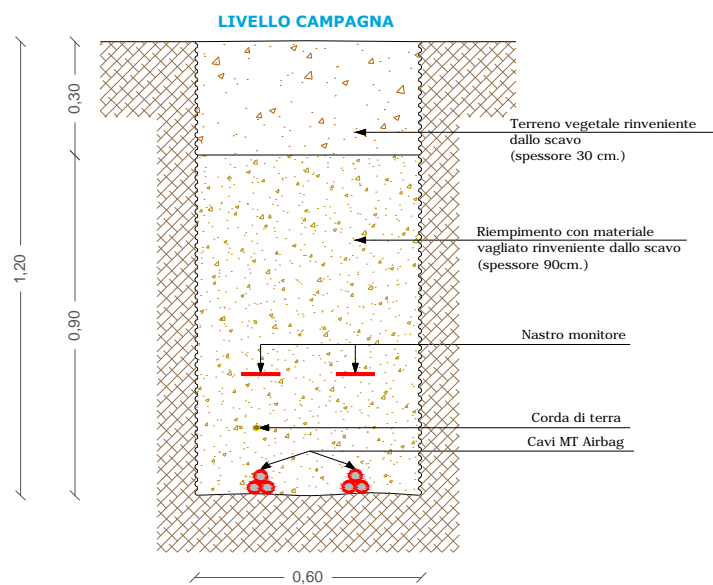 LIVELLO CAMPAGNA
0,30
1,20
0,90
Terreno vegetale rinveniente
dallo scavo
(spessore 30 cm.)
Riempimento con materiale
vagliato rinveniente dallo scavo
(spessore 90cm.)
Nastro monitore
Corda di terra
Cavi MT Airbag
0,60